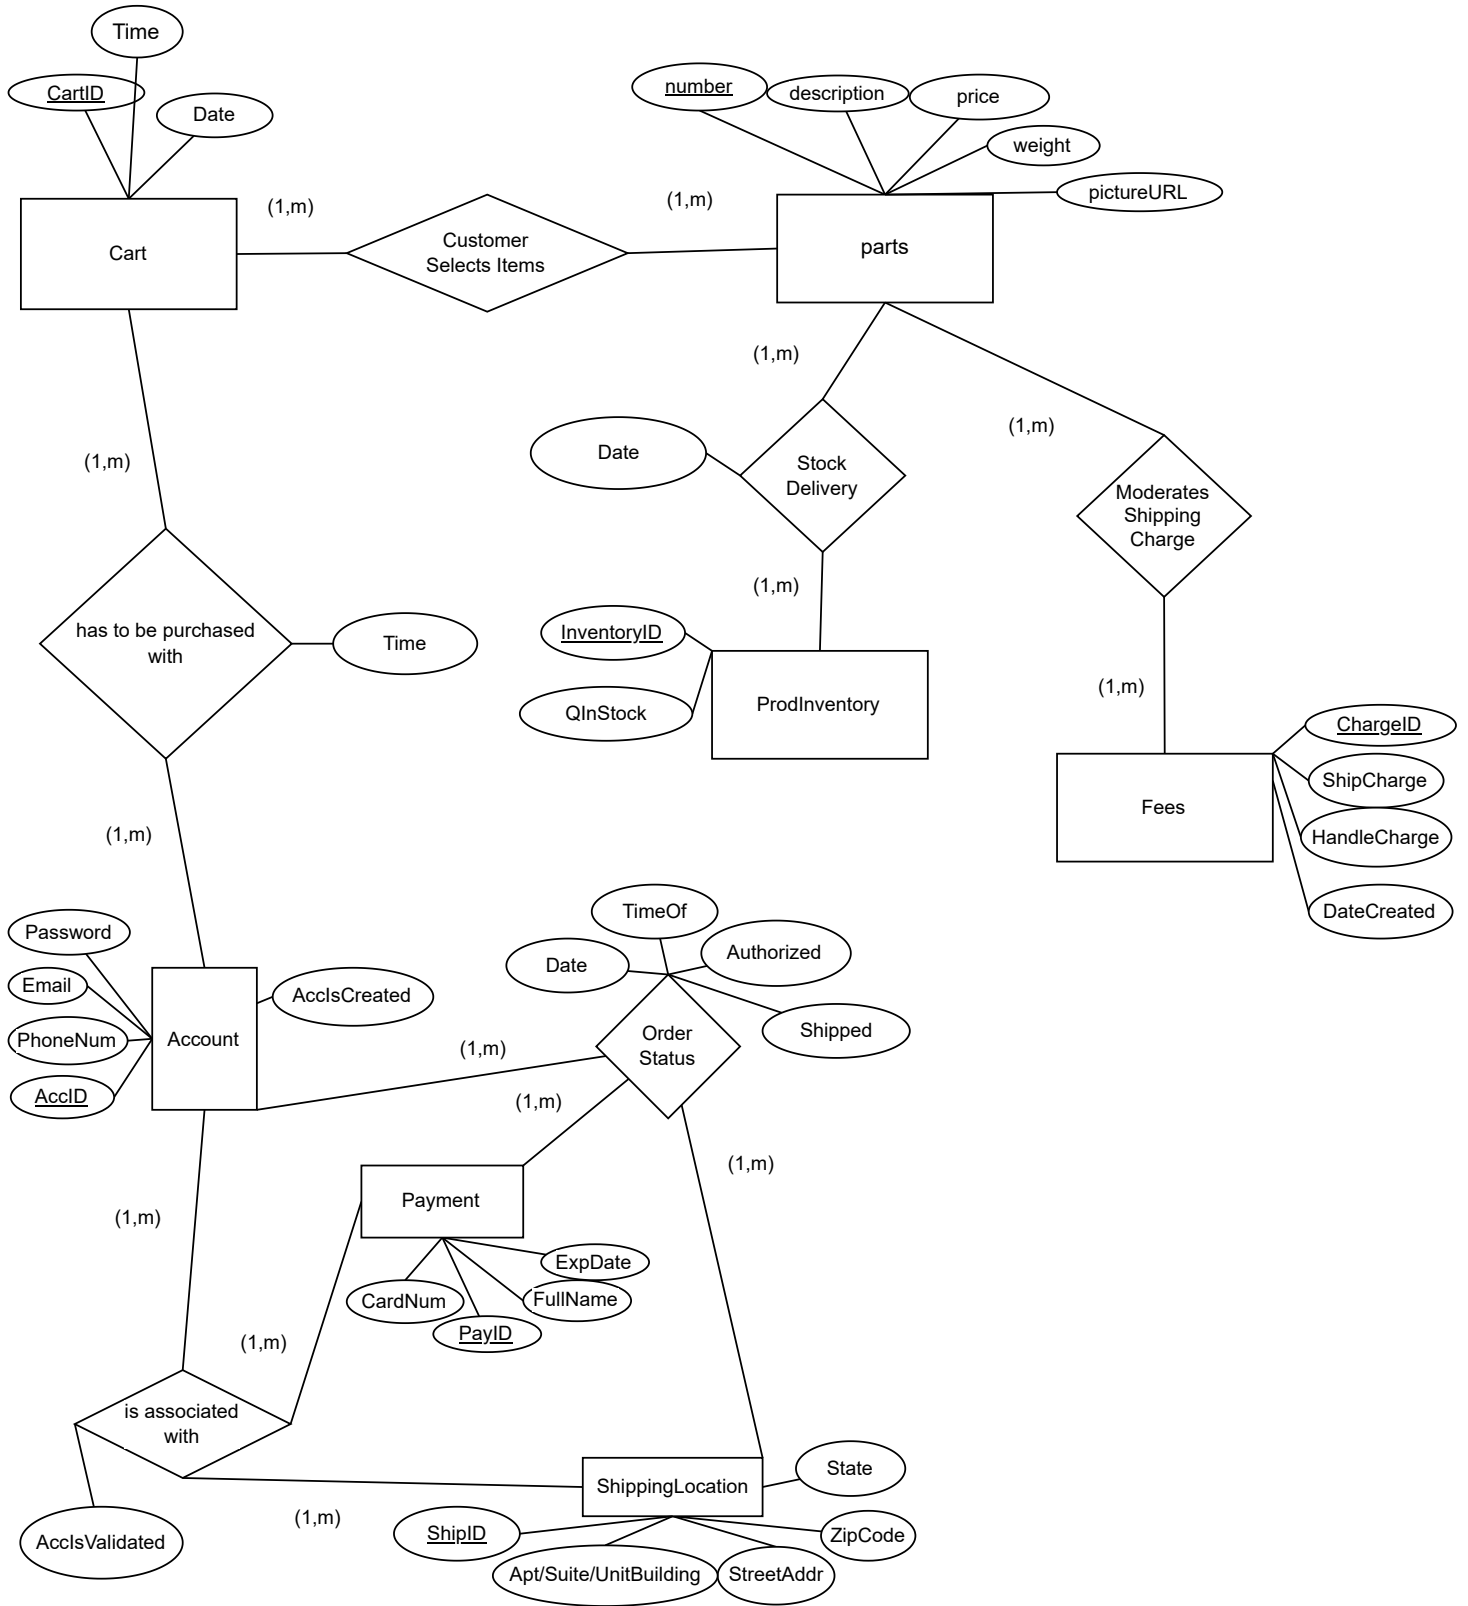 Time
CartID
Date
number
description
price
weight
pictureURL
(1,m)
(1,m)
Cart
Customer
Selects Items
parts
(1,m)
(1,m)
(1,m)
Date
Stock
Delivery
Moderates
Shipping
Charge
(1,m)
has to be purchased
with
Time
InventoryID
QInStock
ProdInventory
(1,m)
ChargeID
ShipCharge
HandleCharge
DateCreated
Fees
(1,m)
Password
Email
PhoneNum
AccID
Account
AccIsCreated
TimeOf
Date
Authorized
Shipped
Order
Status
(1,m)
(1,m)
(1,m)
Payment
(1,m)
ExpDate
CardNum
FullName
PayID
(1,m)
is associated
with
AccIsValidated
(1,m)
ShippingLocation
State
ShipID
ZipCode
Apt/Suite/UnitBuilding
StreetAddr